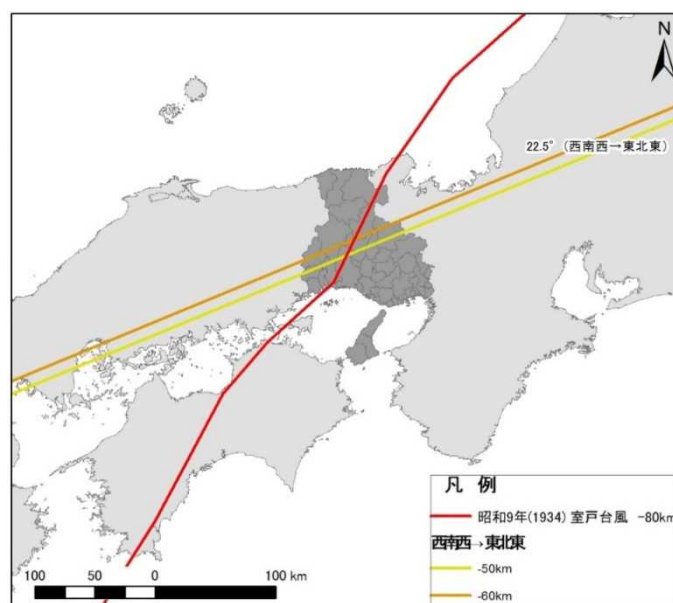 N
22.5° (西南西→東北東)
凡 例
昭和9年(1934) 室戸台風 -80km
西南西→東北東
-50km
-60km
100 50 0 100 km